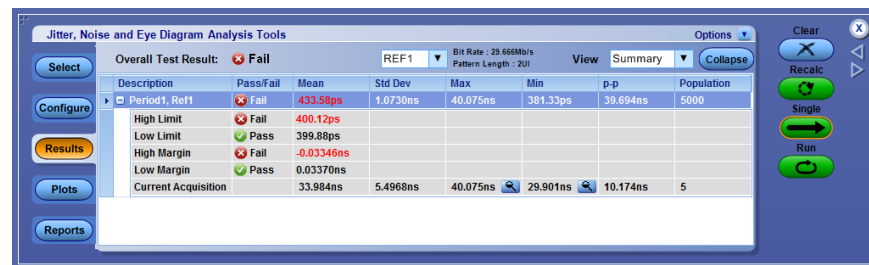 Jitter, Noise and Eye Diagram Analysis Tools Options Clear X
Select Overall Test Result: Fail REF1 Bit Rate : 29.666Mb/s View Summary Collapse
Pattern Length : 2UI
Recalc
Description Pass/Fail Mean Std Dev Max Min p-p Population
Configure Period1, Ref1 Fail 433.58ps 1.0730ns 40.075ns 381.33ps 39.694ns 5000
Single
High Limit Fail 400.12ps
Low Limit Pass 399.88ps
Results High Margin Fail -0.03346ns
Run
Low Margin Pass 0.03370ns
Plots Current Acquisition 33.984ns 5.4968ns 40.075ns 29.901ns 10.174ns 5
Reports